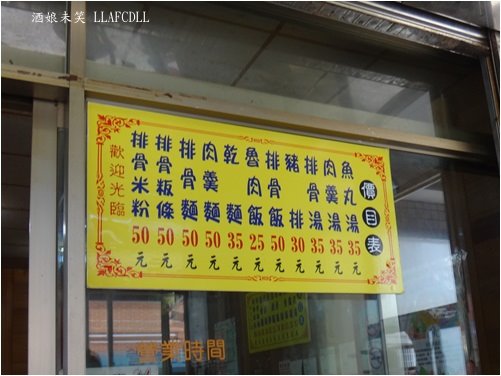 酒娘未笑 LLAFCDLL
價目表
魚丸湯 35元
肉羹湯 35元
排骨湯 35元
豬排 30元
排骨飯 50元
魯肉飯 25元
乾麵 35元
肉羹麵 50元
排骨麵 50元
排骨粄條 50元
排骨米粉 50元
歡迎光臨
營業時間